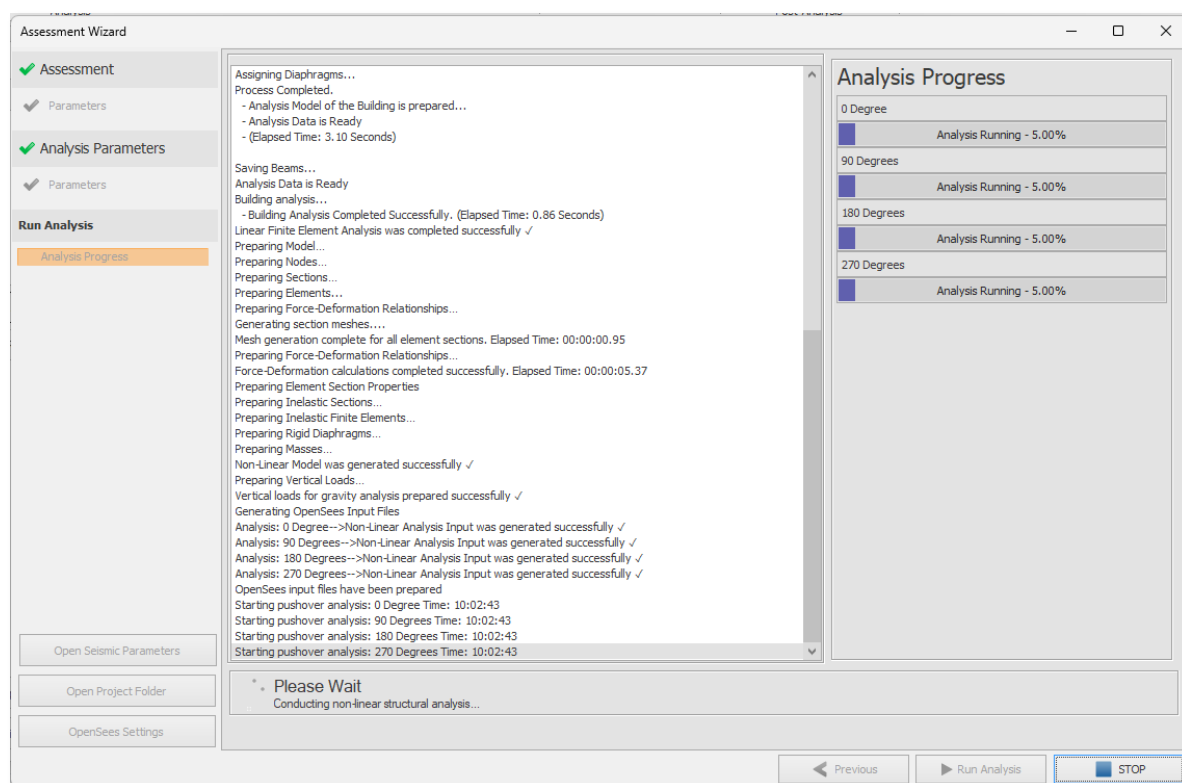 Post-Analysis
Assessment Wizard
Assessment
Parameters
Analysis Parameters
Parameters
Run Analysis
Analysis Progress
Open Seismic Parameters
Open Project Folder
OpenSees Settings
Assigning Diaphragms...
Process Completed.
- Analysis Model of the Building is prepared...
- Analysis Data is Ready
- (Elapsed Time: 3.10 Seconds)
Saving Beams...
Analysis Data is Ready
Building analysis...
- Building Analysis Completed Successfully. (Elapsed Time: 0.86 Seconds)
Linear Finite Element Analysis was completed successfully ✓
Preparing Model...
Preparing Nodes...
Preparing Sections...
Preparing Elements...
Preparing Force-Deformation Relationships...
Generating section meshes....
Mesh generation complete for all element sections. Elapsed Time: 00:00:00.95
Preparing Force-Deformation Relationships...
Force-Deformation calculations completed successfully. Elapsed Time: 00:00:05.37
Preparing Element Section Properties
Preparing Inelastic Sections...
Preparing Inelastic Finite Elements...
Preparing Rigid Diaphragms...
Preparing Masses...
Non-Linear Model was generated successfully ✓
Preparing Vertical Loads...
Vertical loads for gravity analysis prepared successfully ✓
Generating OpenSees Input Files
Analysis: 0 Degree-->Non-Linear Analysis Input was generated successfully ✓
Analysis: 90 Degrees-->Non-Linear Analysis Input was generated successfully ✓
Analysis: 180 Degrees-->Non-Linear Analysis Input was generated successfully ✓
Analysis: 270 Degrees-->Non-Linear Analysis Input was generated successfully ✓
OpenSees input files have been prepared
Starting pushover analysis: 0 Degree Time: 10:02:43
Starting pushover analysis: 90 Degrees Time: 10:02:43
Starting pushover analysis: 180 Degrees Time: 10:02:43
Starting pushover analysis: 270 Degrees Time: 10:02:43
Analysis Progress
0 Degree
Analysis Running - 5.00%
90 Degrees
Analysis Running - 5.00%
180 Degrees
Analysis Running - 5.00%
270 Degrees
Analysis Running - 5.00%
Please Wait
Conducting non-linear structural analysis...
Previous
Run Analysis
STOP